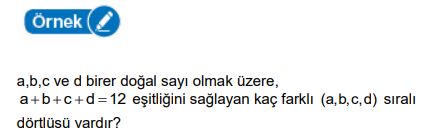 Örnek
a,b,c ve d birer doğal sayı olmak üzere,
a+b+c+d=12 eşitliğini sağlayan kaç farklı (a,b,c,d) sıralı
dörtlüsü vardır?